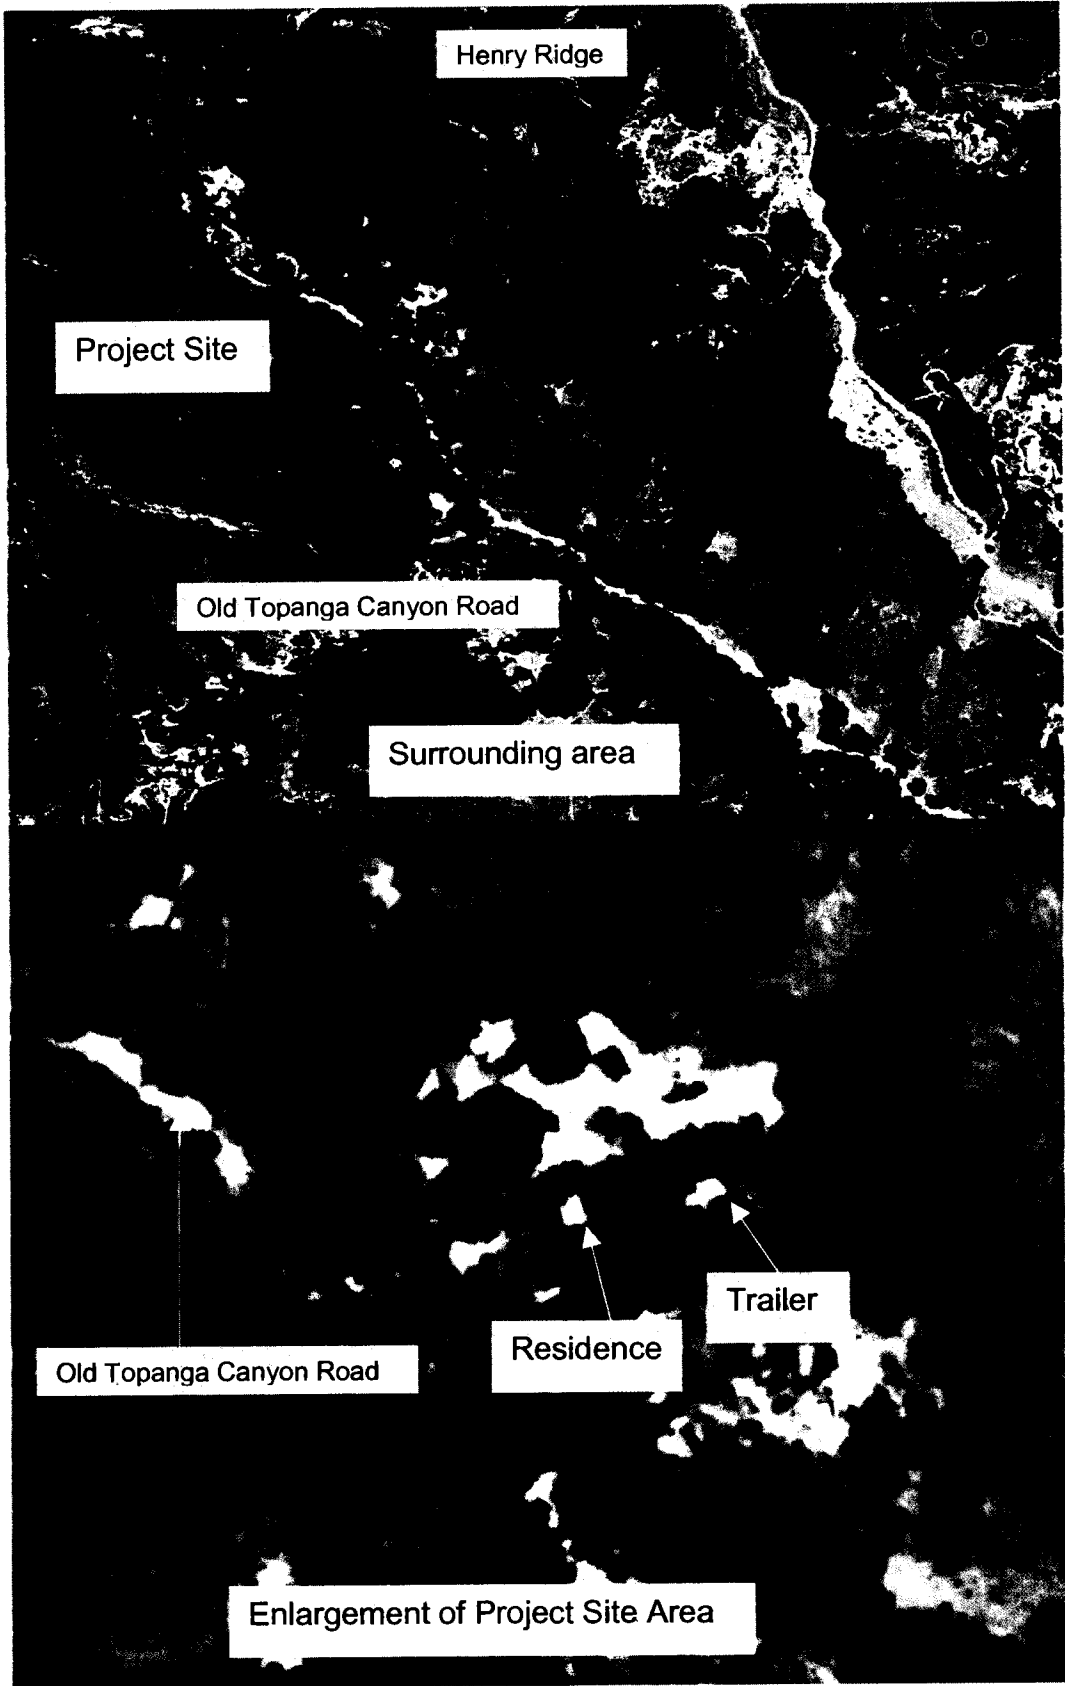 Henry Ridge
Project Site
Old Topanga Canyon Road
Surrounding area
Trailer
Residence
Old Topanga Canyon Road
Enlargement of Project Site Area